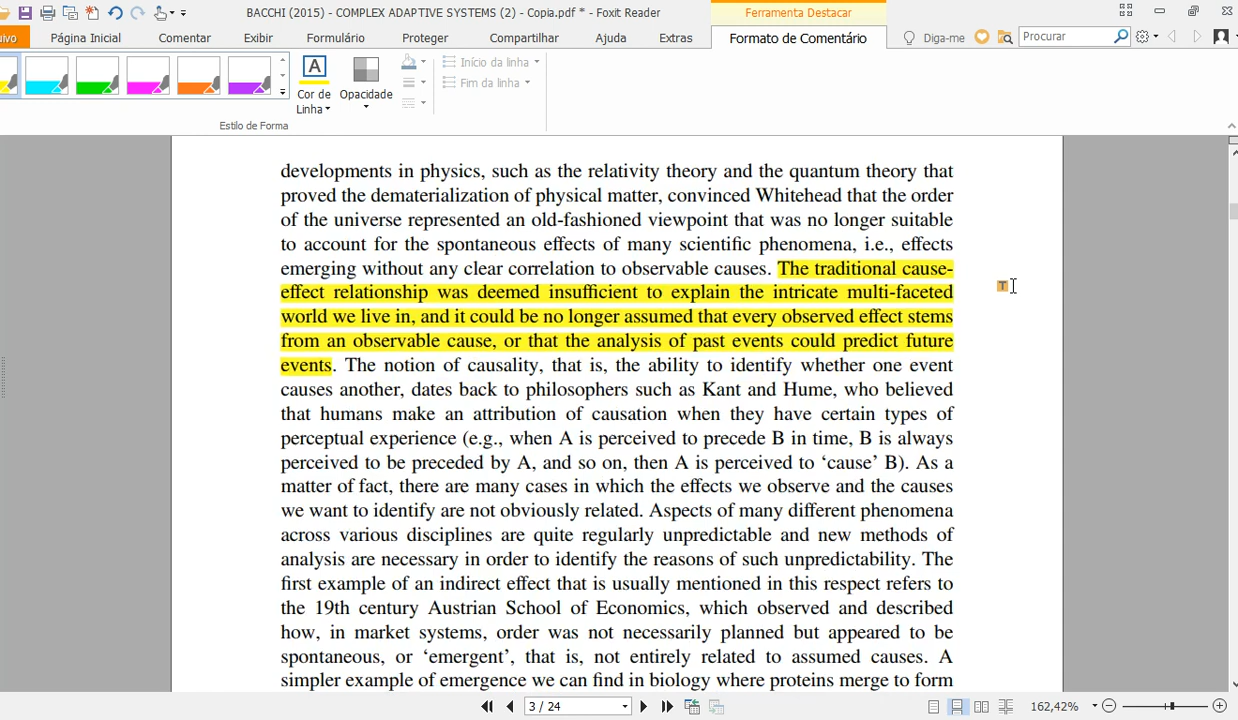 BACCHI (2015) - COMPLEX ADAPTIVE SYSTEMS (2) - Copia.pdf * - Foxit Reader
Ferramenta Destacar
Página Inicial Comentar Exibir Formulário Proteger Compartilhar Ajuda Extras Formato de Comentário Diga-me Procurar
Início da linha
Fim da linha
Cor de Linha
Opacidade
Estilo de Forma
developments in physics, such as the relativity theory and the quantum theory that
proved the dematerialization of physical matter, convinced Whitehead that the order
of the universe represented an old-fashioned viewpoint that was no longer suitable
to account for the spontaneous effects of many scientific phenomena, i.e., effects
emerging without any clear correlation to observable causes. The traditional cause-
effect relationship was deemed insufficient to explain the intricate multi-faceted
world we live in, and it could be no longer assumed that every observed effect stems
from an observable cause, or that the analysis of past events could predict future
events. The notion of causality, that is, the ability to identify whether one event
causes another, dates back to philosophers such as Kant and Hume, who believed
that humans make an attribution of causation when they have certain types of
perceptual experience (e.g., when A is perceived to precede B in time, B is always
perceived to be preceded by A, and so on, then A is perceived to ‘cause’ B). As a
matter of fact, there are many cases in which the effects we observe and the causes
we want to identify are not obviously related. Aspects of many different phenomena
across various disciplines are quite regularly unpredictable and new methods of
analysis are necessary in order to identify the reasons of such unpredictability. The
first example of an indirect effect that is usually mentioned in this respect refers to
the 19th century Austrian School of Economics, which observed and described
how, in market systems, order was not necessarily planned but appeared to be
spontaneous, or ‘emergent’, that is, not entirely related to assumed causes. A
simpler example of emergence we can find in biology where proteins merge to form
3 / 24
162,42%